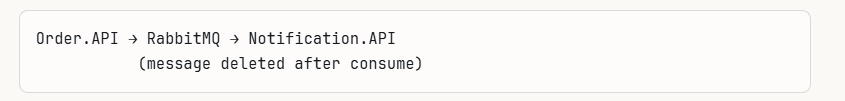 Order.API → RabbitMQ → Notification.API
(message deleted after consume)